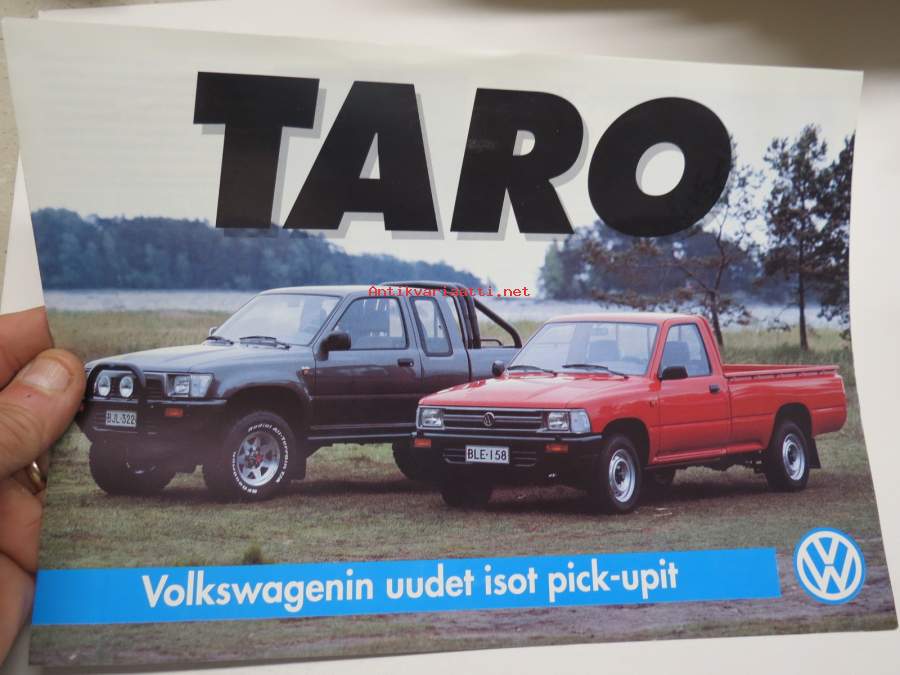 TARO
Antikvariaatti.net
BJL-322
BLE-158
Volkswagenin uudet isot pick-upit
VW